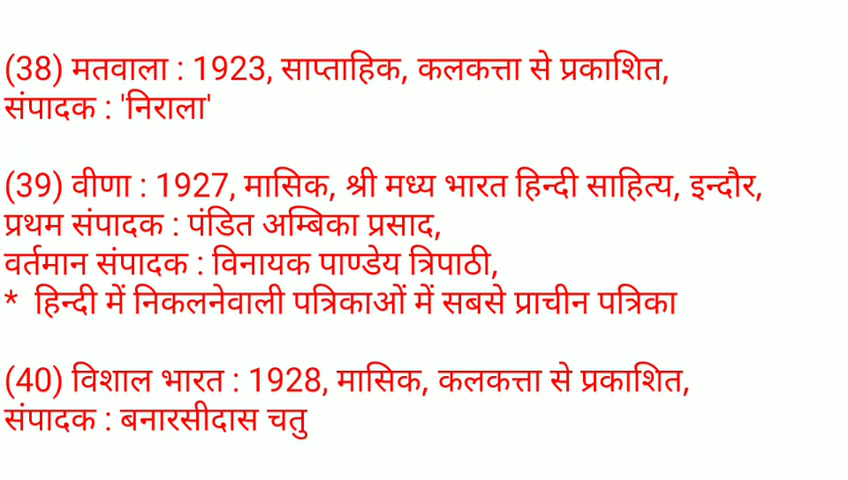 (38) मतवाला : 1923, साप्ताहिक, कलकत्ता से प्रकाशित,
संपादक : 'निराला'
(39) वीणा : 1927, मासिक, श्री मध्य भारत हिन्दी साहित्य, इन्दौर,
प्रथम संपादक : पंडित अम्बिका प्रसाद,
वर्तमान संपादक : विनायक पाण्डेय त्रिपाठी,
* हिन्दी में निकलनेवाली पत्रिकाओं में सबसे प्राचीन पत्रिका
(40) विशाल भारत : 1928, मासिक, कलकत्ता से प्रकाशित,
संपादक : बनारसीदास चतु